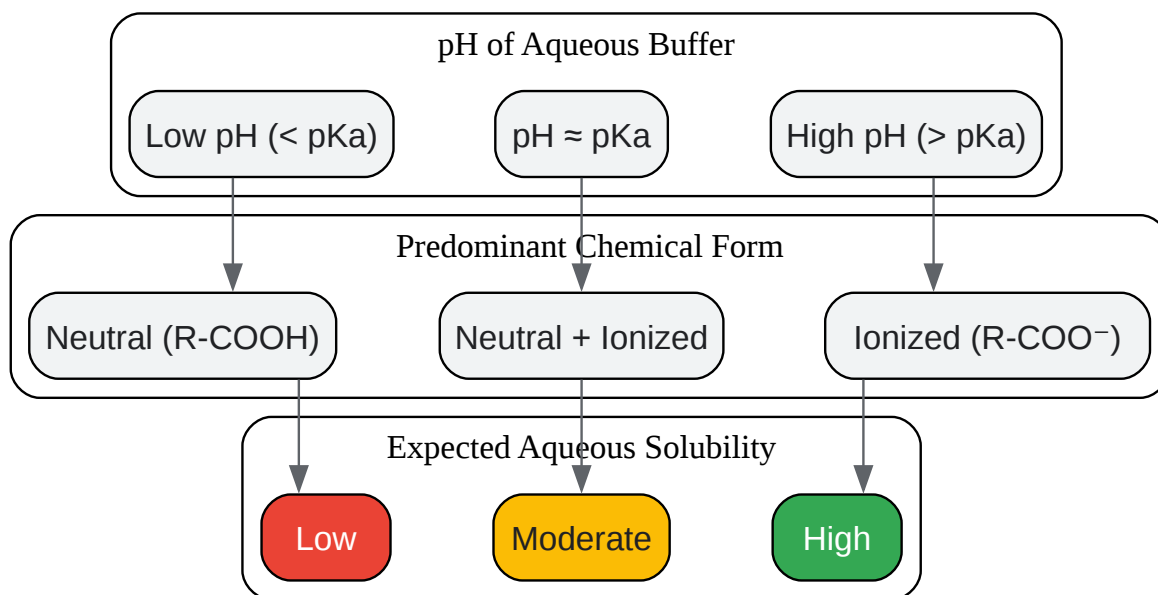 pH of Aqueous Buffer
Low pH (< pKa)
pH ≈ pKa
High pH (> pKa)
Predominant Chemical Form
Neutral (R-COOH)
Neutral + Ionized
Ionized (R-COO⁻)
Expected Aqueous Solubility
Low
Moderate
High